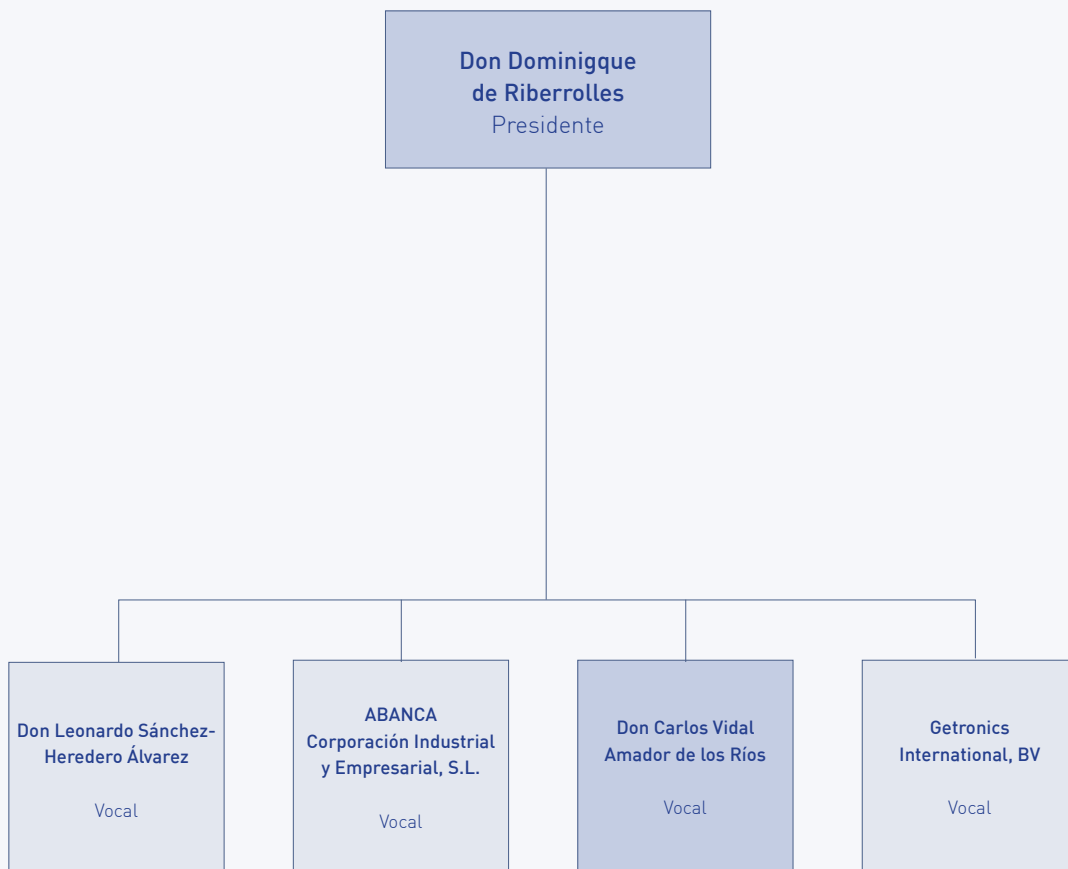 Don Dominigque
de Riberrolles
Presidente
Don Leonardo Sánchez-
Heredero Álvarez
Vocal
ABANCA
Corporación Industrial
y Empresarial, S.L.
Vocal
Don Carlos Vidal
Amador de los Ríos
Vocal
Getronics
International, BV
Vocal